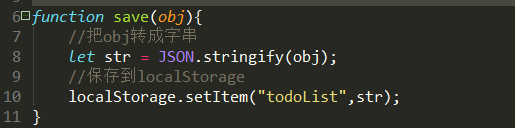 6 function save(obj){
7 //把obj转成字串
8 let str = JSON.stringify(obj);
9 //保存到localStorage
10 localStorage.setItem("todoList",str);
11 }